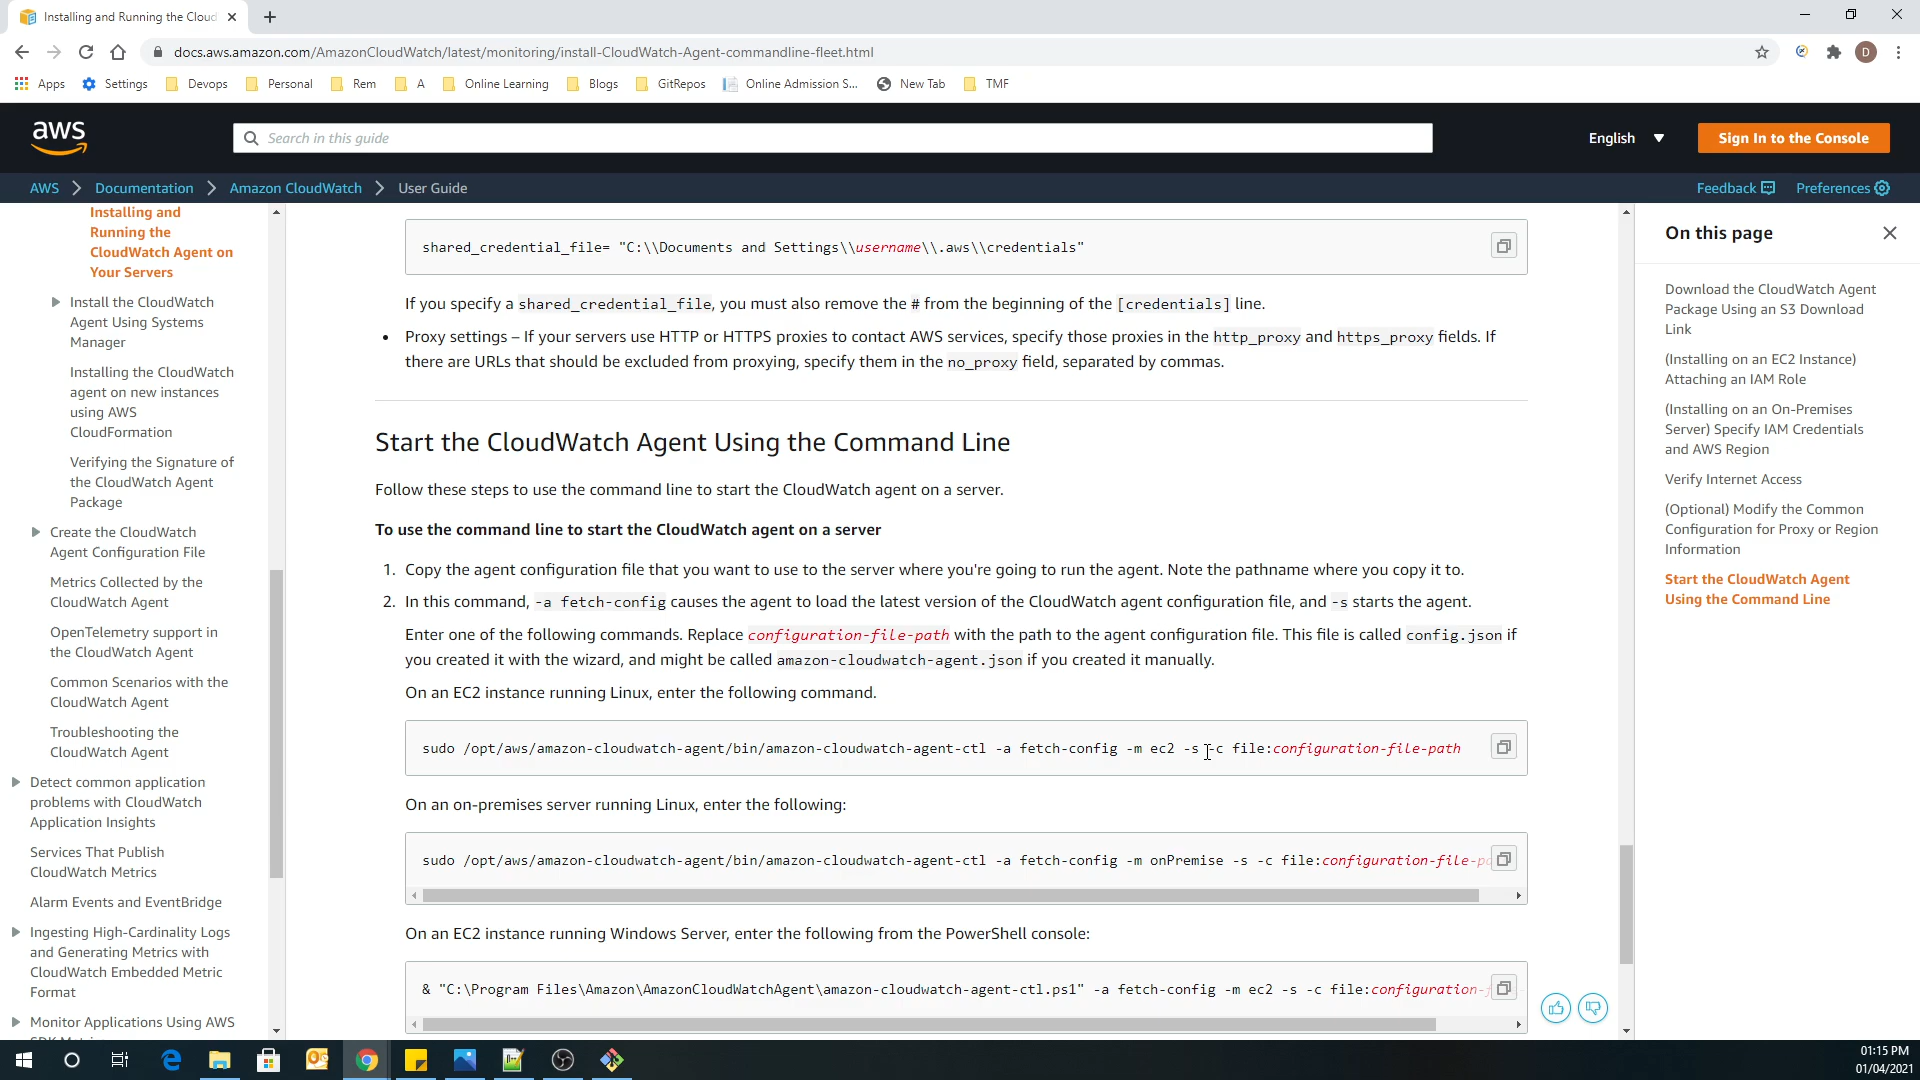 Installing and Running the Cloud
docs.aws.amazon.com/AmazonCloudWatch/latest/monitoring/install-CloudWatch-Agent-commandline-fleet.html
D
Apps
Settings
Devops
Personal
Rem
A
Online Learning
Blogs
GitRepos
Online Admission S...
New Tab
TMF
aws
Search in this guide
English
Sign In to the Console
AWS
Documentation
Amazon CloudWatch
User Guide
Feedback
Preferences
Installing and
Running the
CloudWatch Agent on
Your Servers
Install the CloudWatch
Agent Using Systems
Manager
Installing the CloudWatch
agent on new instances
using AWS
CloudFormation
Verifying the Signature of
the CloudWatch Agent
Package
Create the CloudWatch
Agent Configuration File
Metrics Collected by the
CloudWatch Agent
OpenTelemetry support in
the CloudWatch Agent
Common Scenarios with the
CloudWatch Agent
Troubleshooting the
CloudWatch Agent
Detect common application
problems with CloudWatch
Application Insights
Services That Publish
CloudWatch Metrics
Alarm Events and EventBridge
Ingesting High-Cardinality Logs
and Generating Metrics with
CloudWatch Embedded Metric
Format
Monitor Applications Using AWS
shared_credential_file= "C:\\Documents and Settings\\username\\.aws\\credentials"
If you specify a shared_credential_file, you must also remove the # from the beginning of the [credentials] line.
• Proxy settings – If your servers use HTTP or HTTPS proxies to contact AWS services, specify those proxies in the http_proxy and https_proxy fields. If
there are URLs that should be excluded from proxying, specify them in the no_proxy field, separated by commas.
Start the CloudWatch Agent Using the Command Line
Follow these steps to use the command line to start the CloudWatch agent on a server.
To use the command line to start the CloudWatch agent on a server
1. Copy the agent configuration file that you want to use to the server where you're going to run the agent. Note the pathname where you copy it to.
2. In this command, -a fetch-config causes the agent to load the latest version of the CloudWatch agent configuration file, and -s starts the agent.
Enter one of the following commands. Replace configuration-file-path with the path to the agent configuration file. This file is called config.json if
you created it with the wizard, and might be called amazon-cloudwatch-agent.json if you created it manually.
On an EC2 instance running Linux, enter the following command.
sudo /opt/aws/amazon-cloudwatch-agent/bin/amazon-cloudwatch-agent-ctl -a fetch-config -m ec2 -s -c file:configuration-file-path
On an on-premises server running Linux, enter the following:
sudo /opt/aws/amazon-cloudwatch-agent/bin/amazon-cloudwatch-agent-ctl -a fetch-config -m onPremise -s -c file:configuration-file-pa
On an EC2 instance running Windows Server, enter the following from the PowerShell console:
& "C:\Program Files\Amazon\AmazonCloudWatchAgent\amazon-cloudwatch-agent-ctl.ps1" -a fetch-config -m ec2 -s -c file:configuration-f
On this page
Download the CloudWatch Agent
Package Using an S3 Download
Link
(Installing on an EC2 Instance)
Attaching an IAM Role
(Installing on an On-Premises
Server) Specify IAM Credentials
and AWS Region
Verify Internet Access
(Optional) Modify the Common
Configuration for Proxy or Region
Information
Start the CloudWatch Agent
Using the Command Line
01:15 PM
01/04/2021